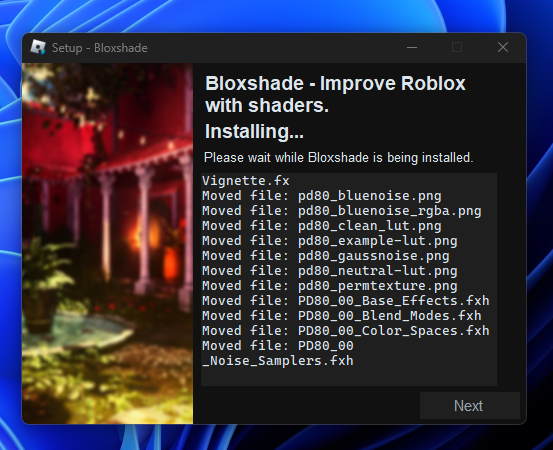 Setup - Bloxshade
Bloxshade - Improve Roblox
with shaders.
Installing...
Please wait while Bloxshade is being installed.
Vignette.fx
Moved file: pd80_bluenoise.png
Moved file: pd80_bluenoise_rgba.png
Moved file: pd80_clean_lut.png
Moved file: pd80_example-lut.png
Moved file: pd80_gaussnoise.png
Moved file: pd80_neutral-lut.png
Moved file: pd80_permtexture.png
Moved file: PD80_00_Base_Effects.fxh
Moved file: PD80_00_Blend_Modes.fxh
Moved file: PD80_00_Color_Spaces.fxh
Moved file: PD80_00
_Noise_Samplers.fxh
Next